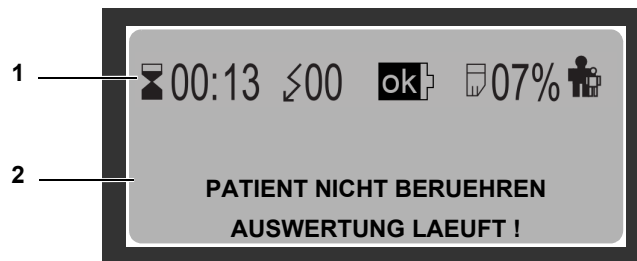 1
00:13 00 ok 07%
2
PATIENT NICHT BERUEHREN
AUSWERTUNG LAEUFT !